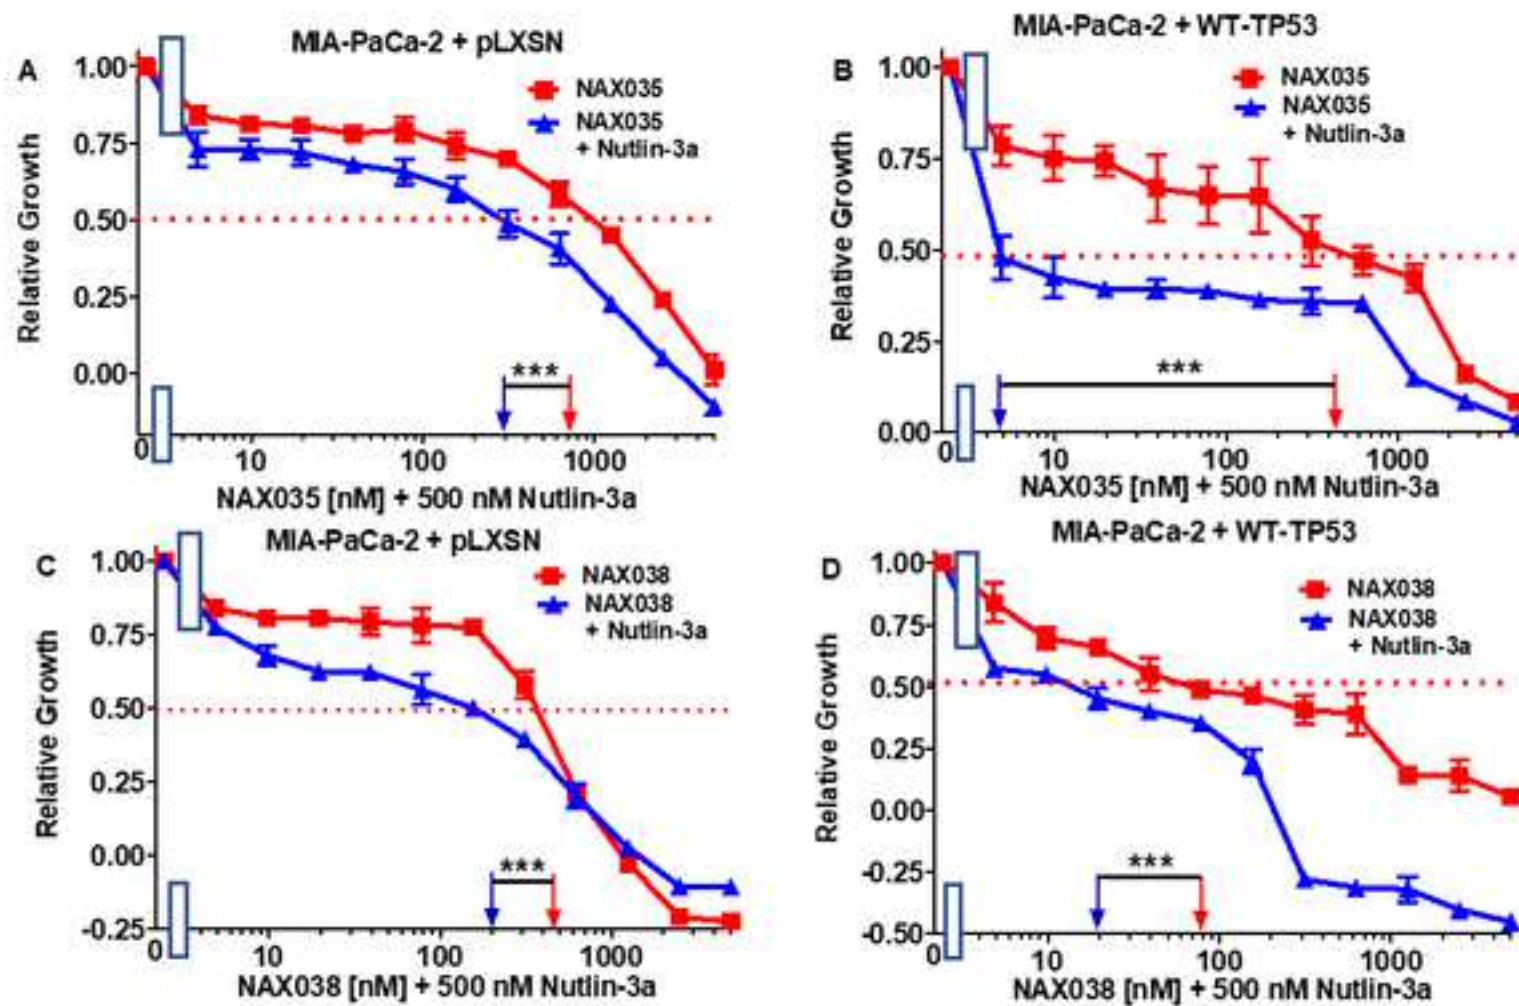 A
MIA-PaCa-2 + pLXSN
1.00
0.75
0.50
0.25
0.00
Relative Growth
NAX035
NAX035
+ Nutlin-3a
***
0
10
100
1000
NAX035 [nM] + 500 nM Nutlin-3a
B
MIA-PaCa-2 + WT-TP53
1.00
0.75
0.50
0.25
0.00
Relative Growth
NAX035
NAX035
+ Nutlin-3a
***
0
10
100
1000
NAX035 [nM] + 500 nM Nutlin-3a
C
MIA-PaCa-2 + pLXSN
1.00
0.75
0.50
0.25
0.00
-0.25
Relative Growth
NAX038
NAX038
+ Nutlin-3a
***
0
10
100
1000
NAX038 [nM] + 500 nM Nutlin-3a
D
MIA-PaCa-2 + WT-TP53
1.00
0.75
0.50
0.25
0.00
-0.25
-0.50
Relative Growth
NAX038
NAX038
+ Nutlin-3a
***
0
10
100
1000
NAX038 [nM] + 500 nM Nutlin-3a